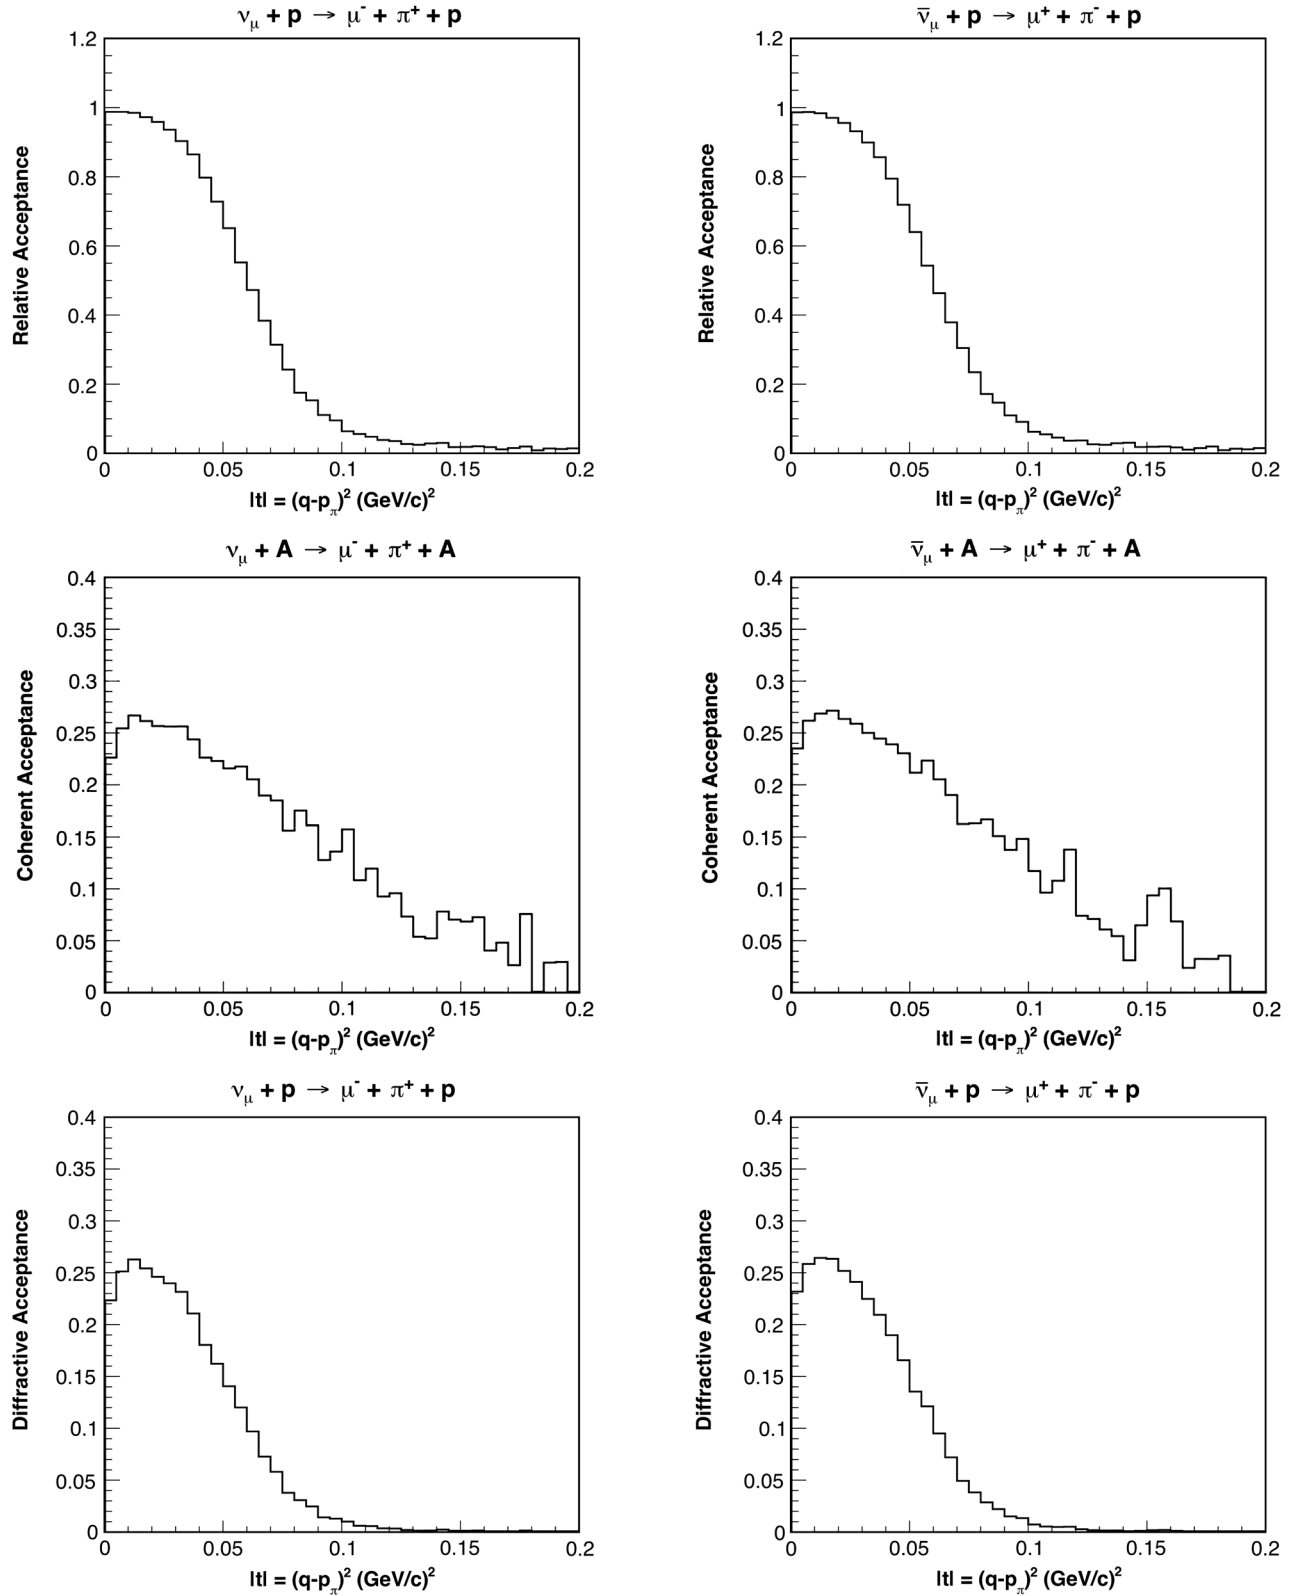 νμ + p → μ- + π+ + p
ν̅μ + p → μ+ + π- + p
Relative Acceptance
1.2
1
0.8
0.6
0.4
0.2
0
0 0.05 0.1 0.15 0.2
|t| = (q-pπ)2 (GeV/c)2
Relative Acceptance
1.2
1
0.8
0.6
0.4
0.2
0
0 0.05 0.1 0.15 0.2
|t| = (q-pπ)2 (GeV/c)2
νμ + A → μ- + π+ + A
ν̅μ + A → μ+ + π- + A
Coherent Acceptance
0.4
0.35
0.3
0.25
0.2
0.15
0.1
0.05
0
0 0.05 0.1 0.15 0.2
|t| = (q-pπ)2 (GeV/c)2
Coherent Acceptance
0.4
0.35
0.3
0.25
0.2
0.15
0.1
0.05
0
0 0.05 0.1 0.15 0.2
|t| = (q-pπ)2 (GeV/c)2
νμ + p → μ- + π+ + p
ν̅μ + p → μ+ + π- + p
Diffractive Acceptance
0.4
0.35
0.3
0.25
0.2
0.15
0.1
0.05
0
0 0.05 0.1 0.15 0.2
|t| = (q-pπ)2 (GeV/c)2
Diffractive Acceptance
0.4
0.35
0.3
0.25
0.2
0.15
0.1
0.05
0
0 0.05 0.1 0.15 0.2
|t| = (q-pπ)2 (GeV/c)2